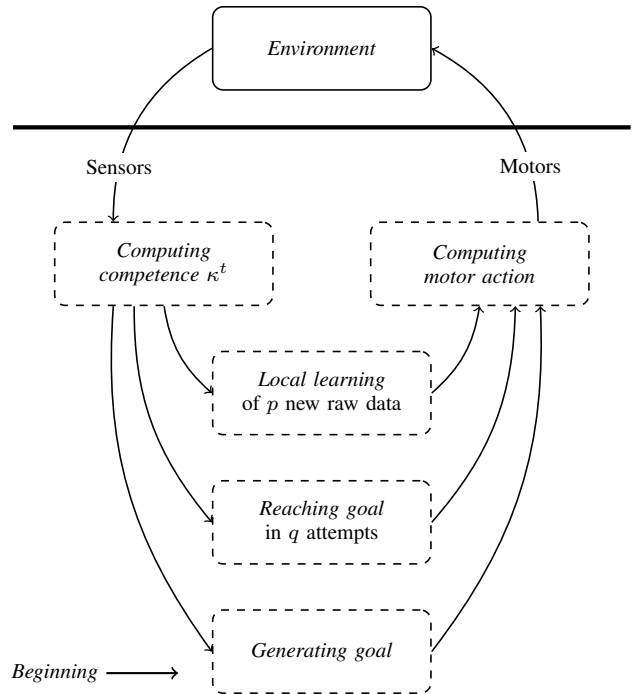 Environment
Sensors
Motors
Computing
competence κᵗ
Computing
motor action
Local learning
of p new raw data
Reaching goal
in q attempts
Generating goal
Beginning